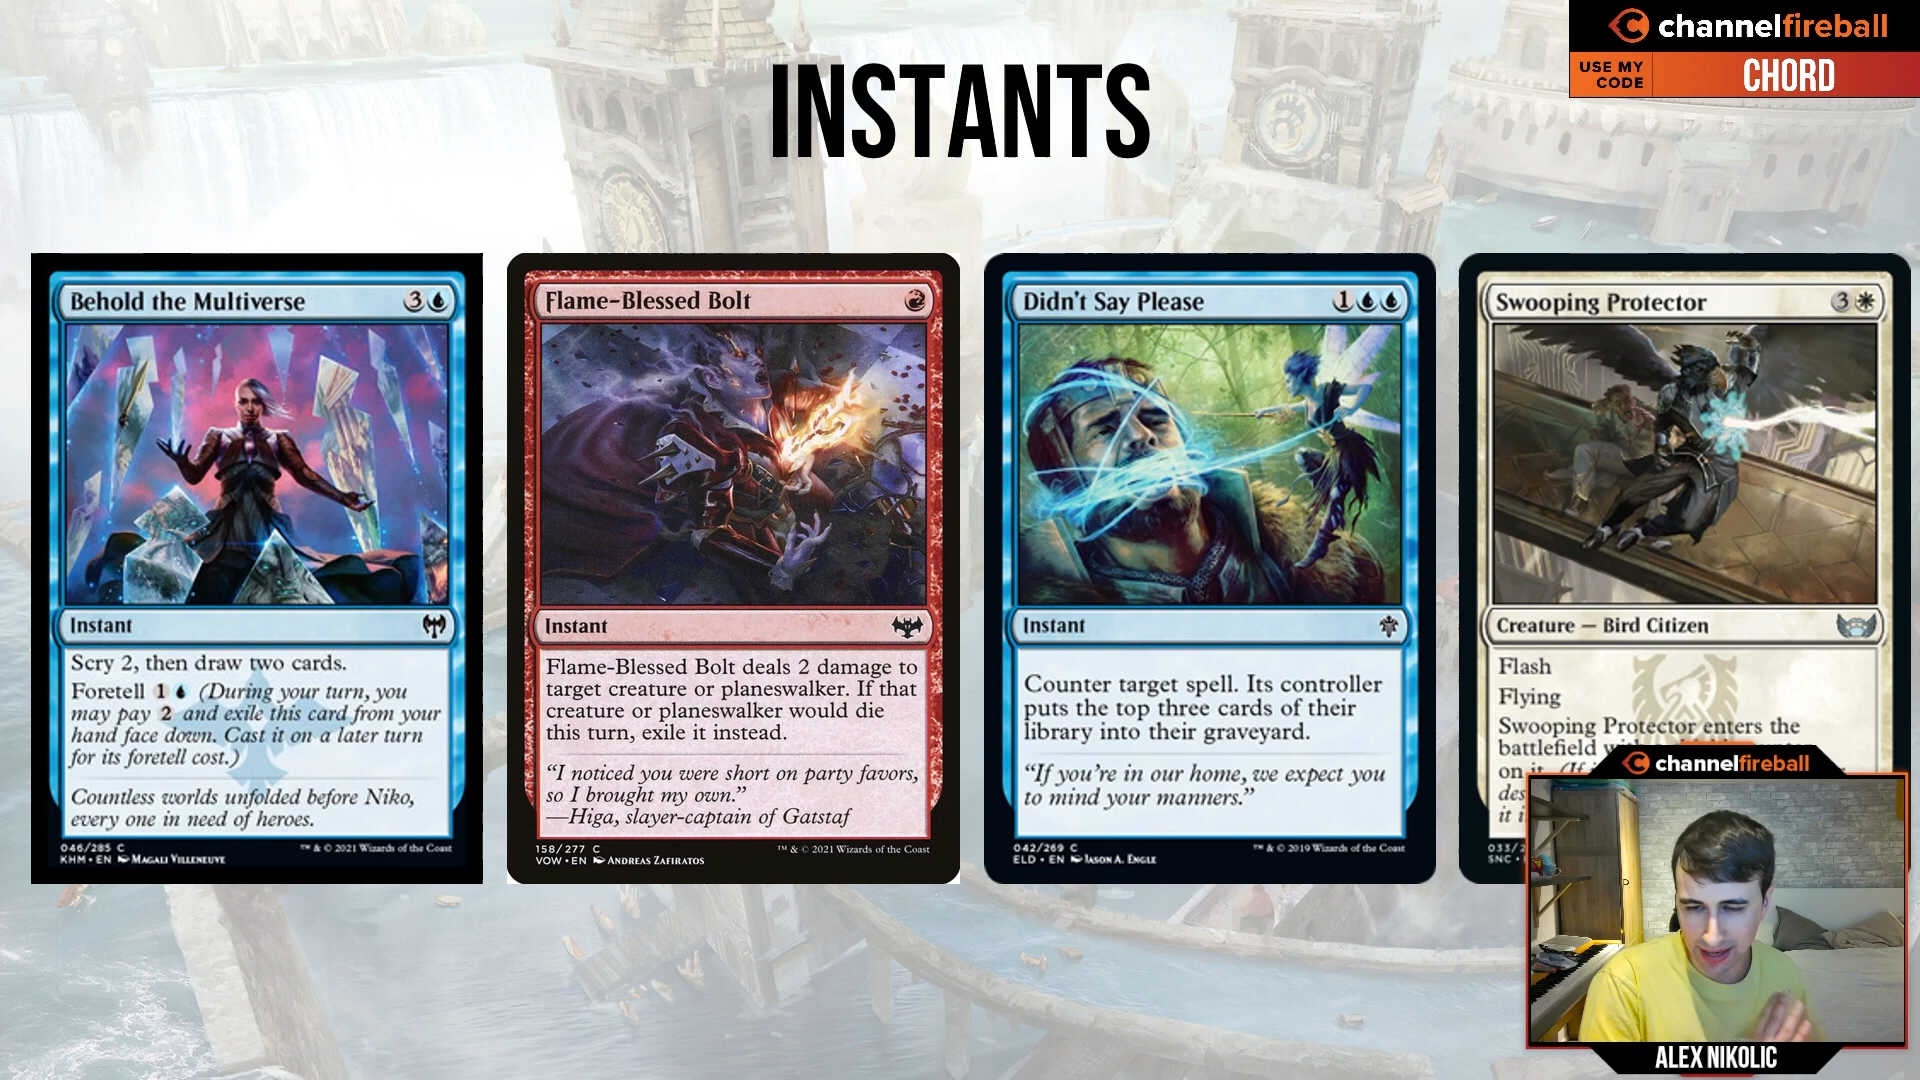 channelfireball
USE MY
CODE
CHORD
INSTANTS
Behold the Multiverse 3
Instant
Scry 2, then draw two cards.
Foretell 1 (During your turn, you
may pay 2 and exile this card from your
hand face down. Cast it on a later turn
for its foretell cost.)
Countless worlds unfolded before Niko,
every one in need of heroes.
046/285 C
KHM • EN MAGALI VILLENEUVE
™ & © 2021 Wizards of the Coast
Flame-Blessed Bolt
Instant
Flame-Blessed Bolt deals 2 damage to
target creature or planeswalker. If that
creature or planeswalker would die
this turn, exile it instead.
“I noticed you were short on party favors,
so I brought my own.”
—Higa, slayer-captain of Gatstaf
158/277 C
VOW • EN ANDREAS ZAFIRATOS
™ & © 2021 Wizards of the Coast
Didn't Say Please 1
Instant
Counter target spell. Its controller
puts the top three cards of their
library into their graveyard.
“If you're in our home, we expect you
to mind your manners.”
042/269 C
ELD • EN JASON A. ENGLE
™ & © 2019 Wizards of the Coast
Swooping Protector 3
Creature — Bird Citizen
Flash
Flying
Swooping Protector enters the
battlefield
on it.
033/2
SNC •
channelfireball
ALEX NIKOLIC